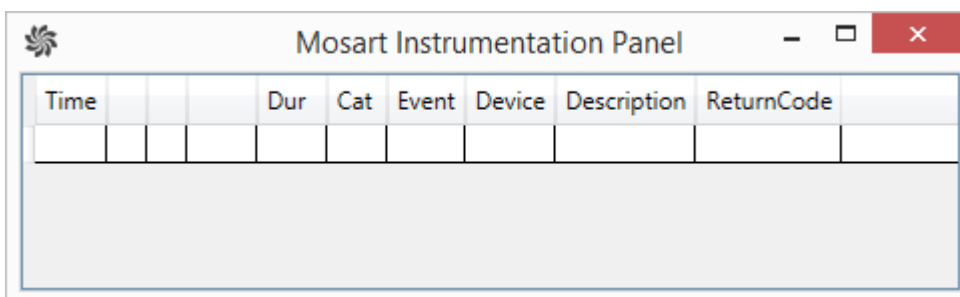 Mosart Instrumentation Panel
Time Dur Cat Event Device Description ReturnCode